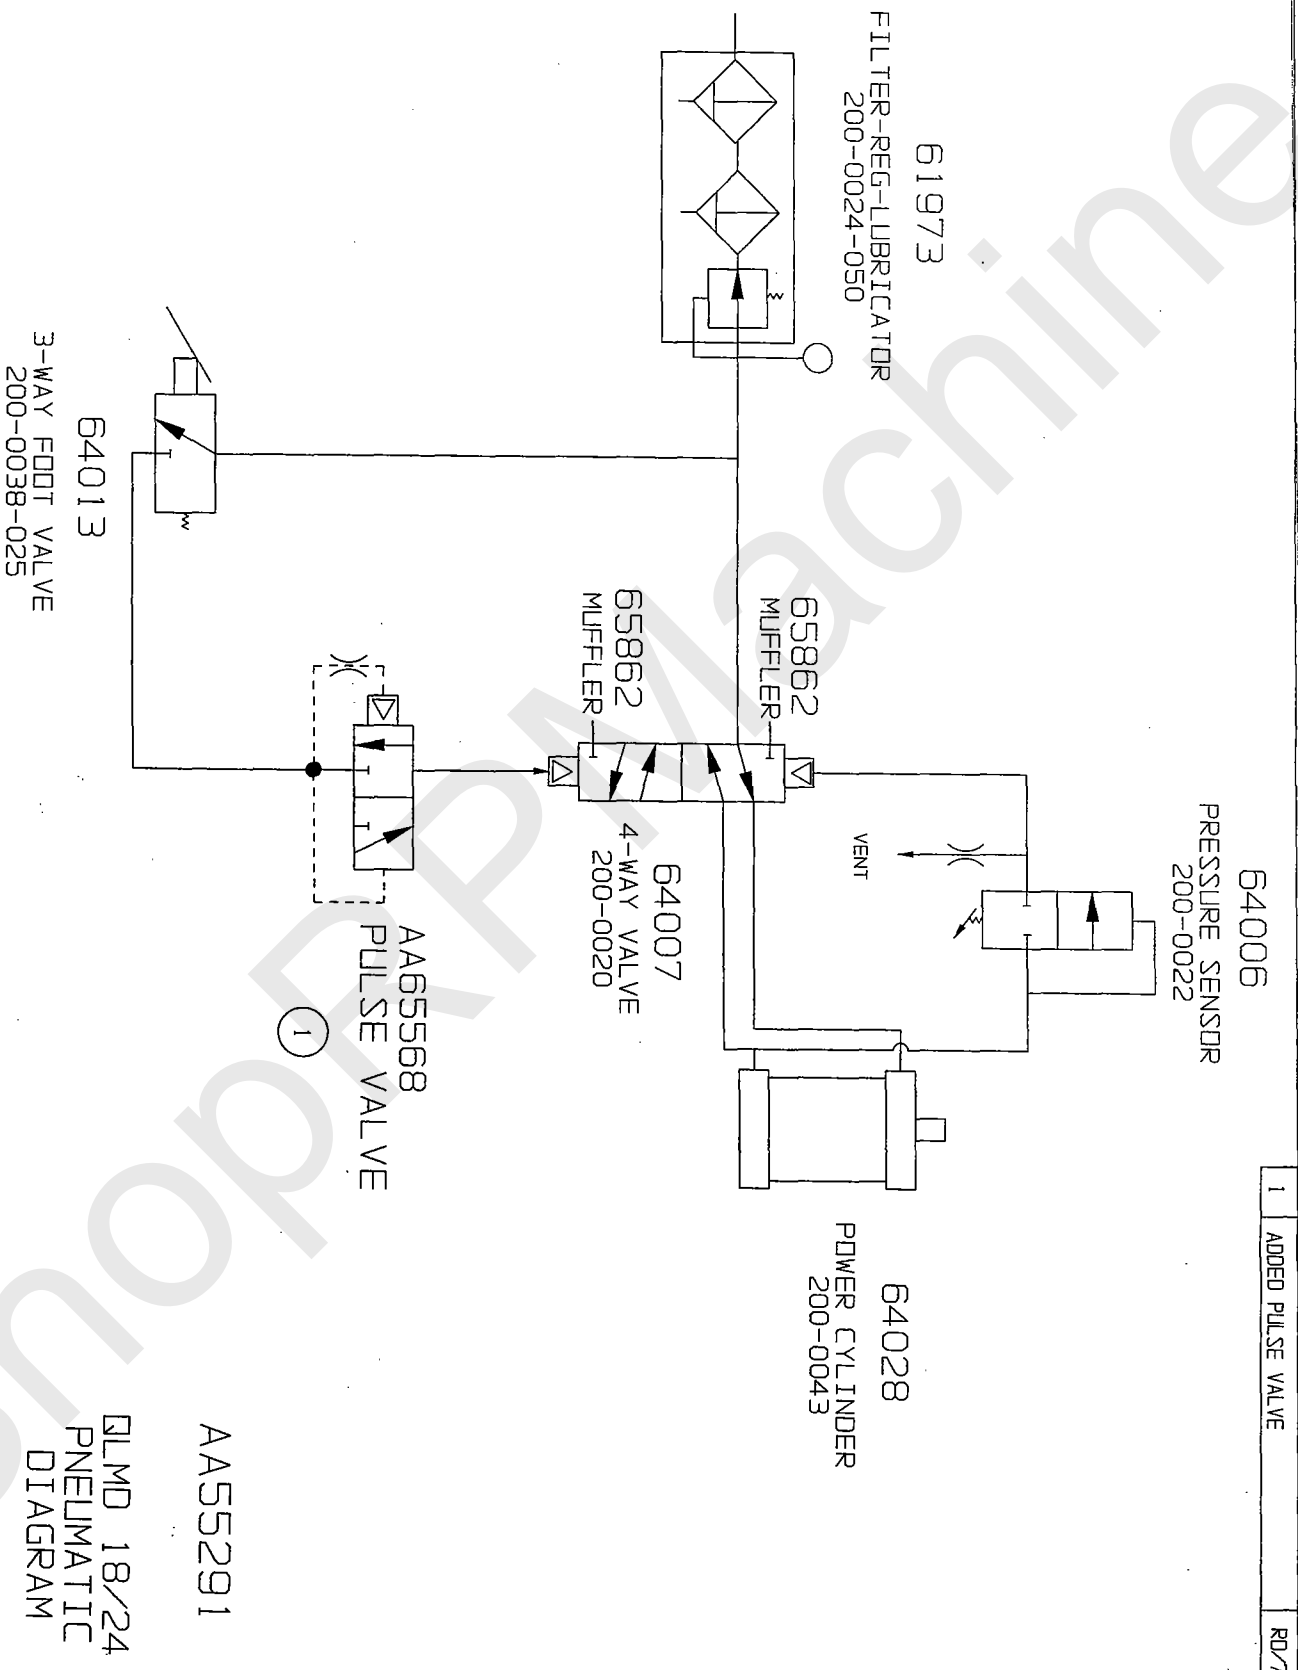 61973
FILTER-REG-LUBRICATOR
200-0024-050
64013
3-WAY FOOT VALVE
200-0038-025
65862
MUFFLER
65862
MUFFLER
64007
4-WAY VALVE
200-0020
VENT
64006
PRESSURE SENSOR
200-0022
AA65568
PULSE VALVE
1
64028
POWER CYLINDER
200-0043
1 ADDED PULSE VALVE
AA55291
QLMD 18/24
PNEUMATIC
DIAGRAM